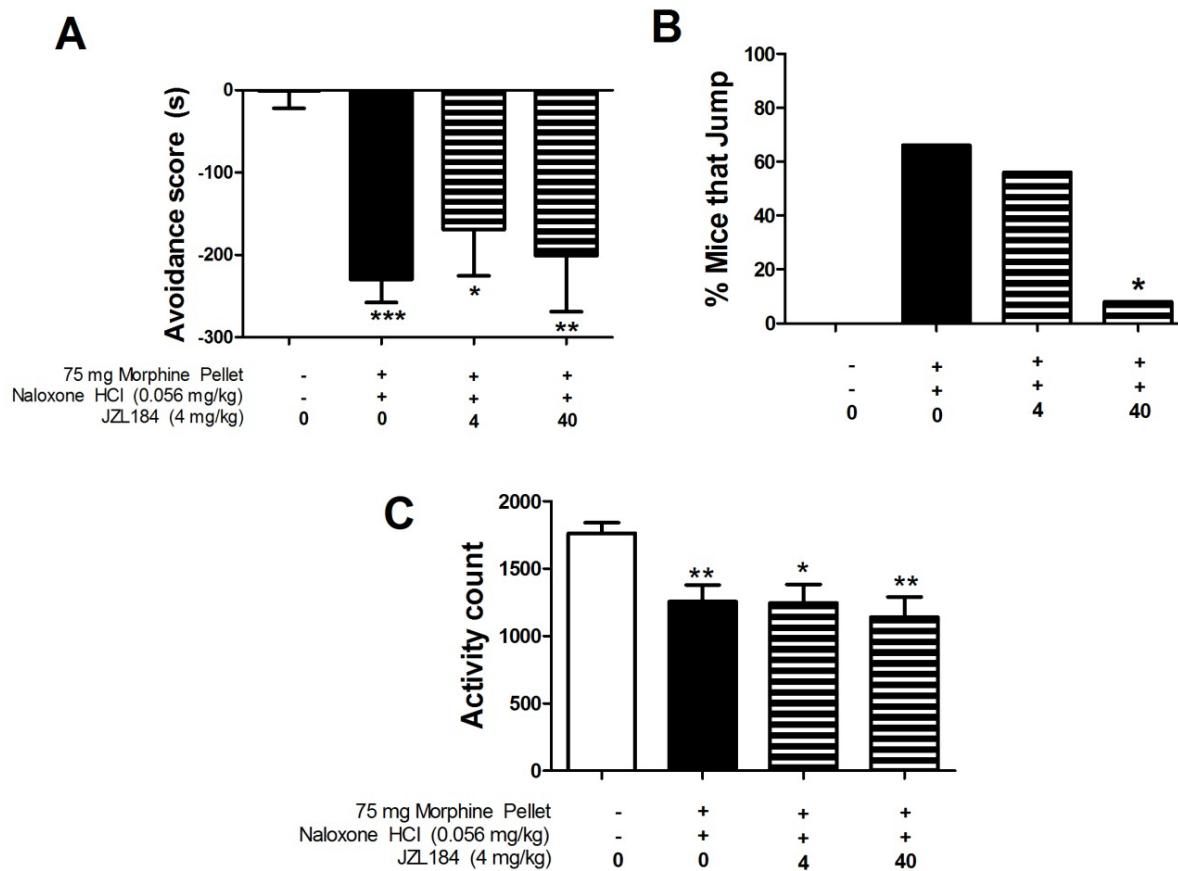 A
Avoidance score (s)
0
-100
-200
-300
***
*
**
75 mg Morphine Pellet - + + +
Naloxone HCl (0.056 mg/kg) - + + +
JZL184 (4 mg/kg) 0 0 4 40
B
% Mice that Jump
100
80
60
40
20
0
*
- + + +
- + + +
0 0 4 40
C
Activity count
2000
1500
1000
500
0
** * **
75 mg Morphine Pellet - + + +
Naloxone HCl (0.056 mg/kg) - + + +
JZL184 (4 mg/kg) 0 0 4 40